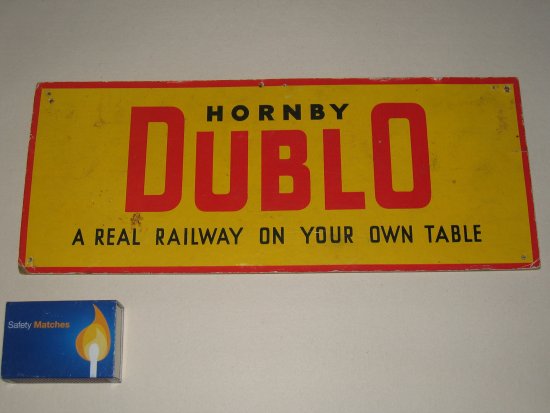 HORNBY
DUBLO
A REAL RAILWAY ON YOUR OWN TABLE
Safety Matches